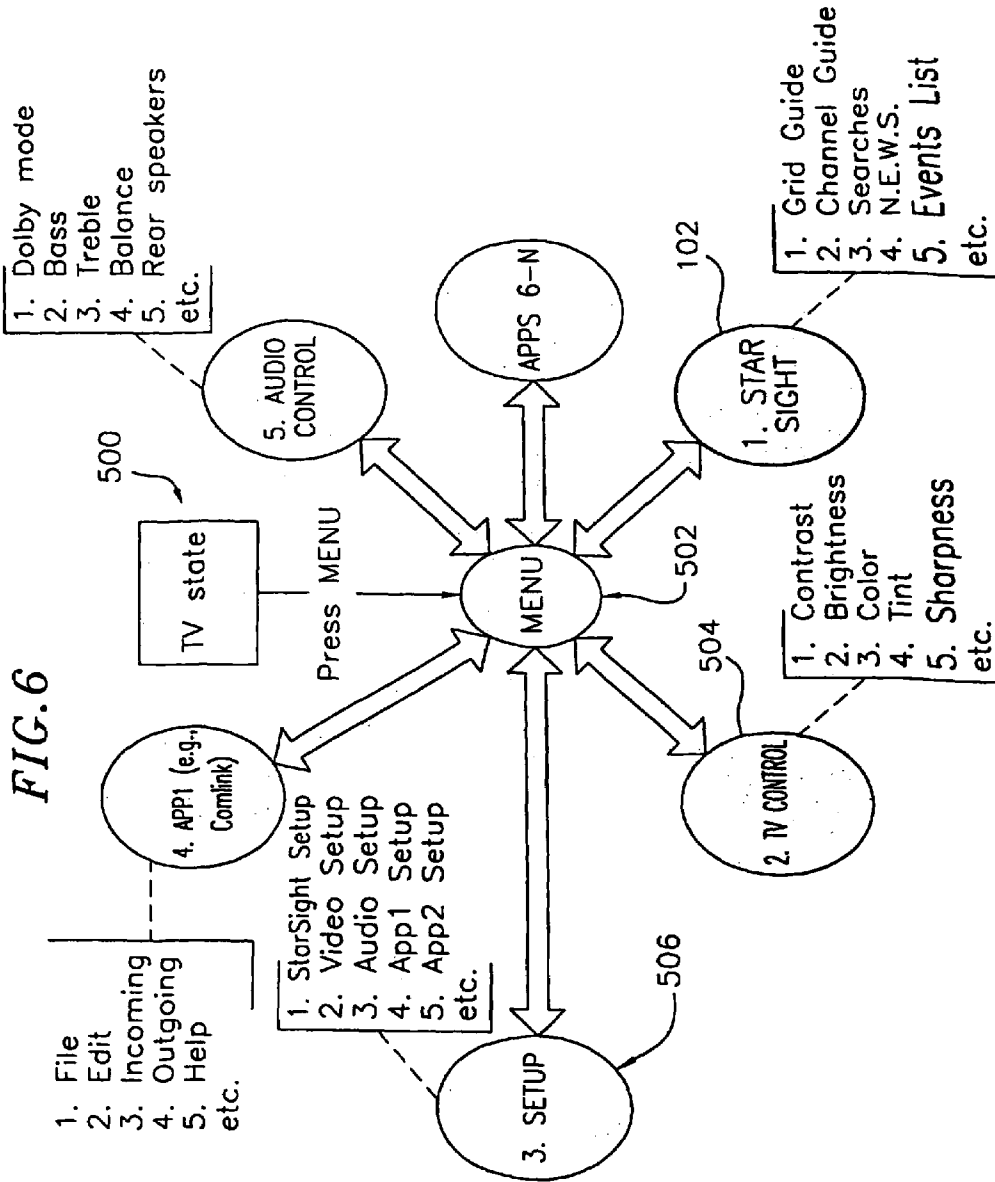 FIG.6
TV state
500
Press MENU
MENU
502
4. APP1 (e.g.,
Comlink)
1. File
2. Edit
3. Incoming
4. Outgoing
5. Help
etc.
5. AUDIO
CONTROL
1. Dolby mode
2. Bass
3. Treble
4. Balance
5. Rear speakers
etc.
APPS 6-N
1. STAR
SIGHT
102
1. Grid Guide
2. Channel Guide
3. Searches
4. N.E.W.S.
5. Events List
etc.
2. TV CONTROL
504
1. Contrast
2. Brightness
3. Color
4. Tint
5. Sharpness
etc.
3. SETUP
506
1. StarSight Setup
2. Video Setup
3. Audio Setup
4. App1 Setup
5. App2 Setup
etc.